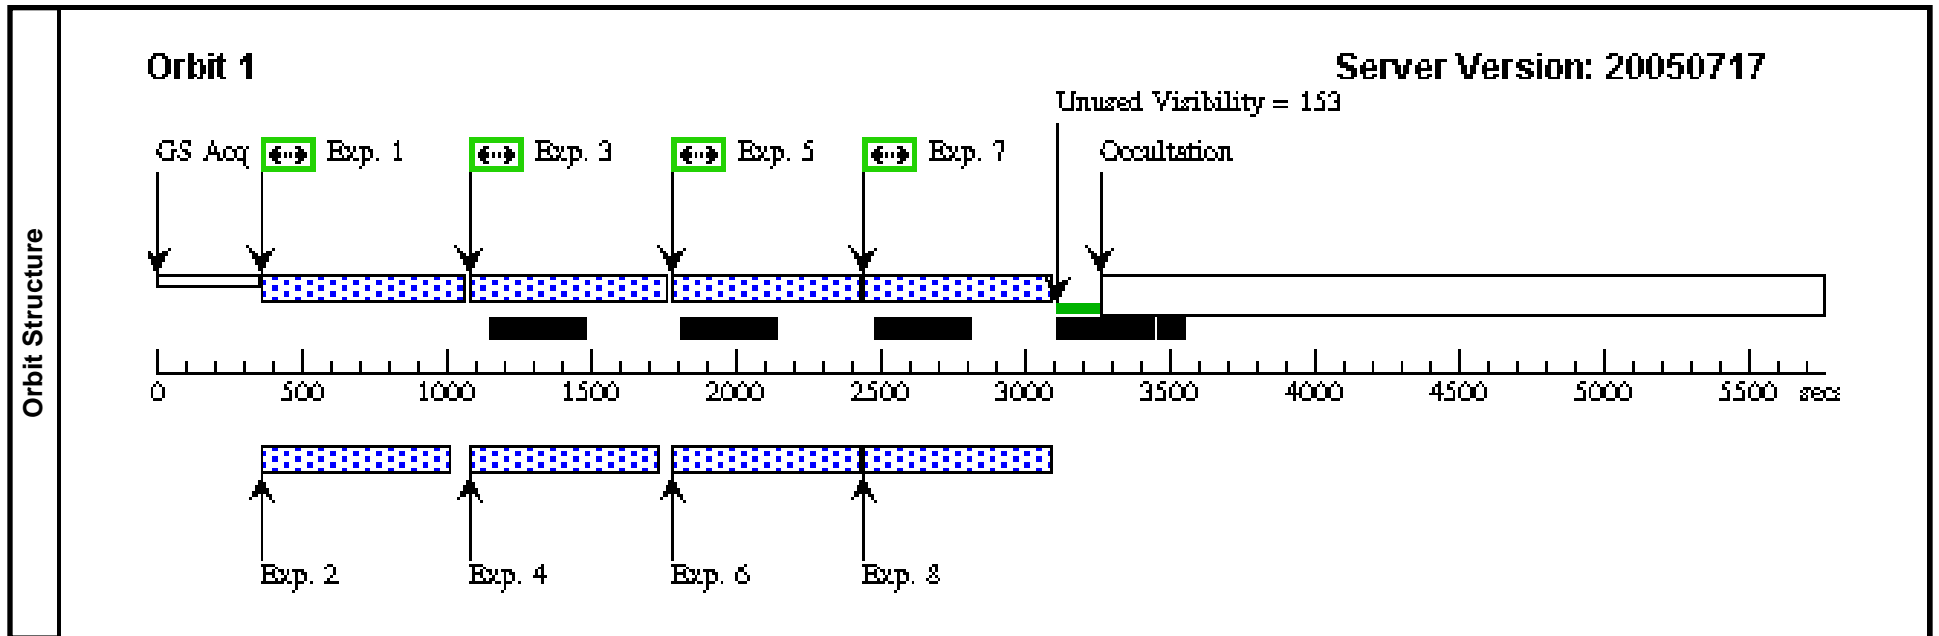 Orbit 1
Server Version: 20050717
Unused Visibility = 153
GS Acq
Exp. 1
Exp. 3
Exp. 5
Exp. 7
Occultation
Orbit Structure
0 500 1000 1500 2000 2500 3000 3500 4000 4500 5000 5500 secs
Exp. 2
Exp. 4
Exp. 6
Exp. 8